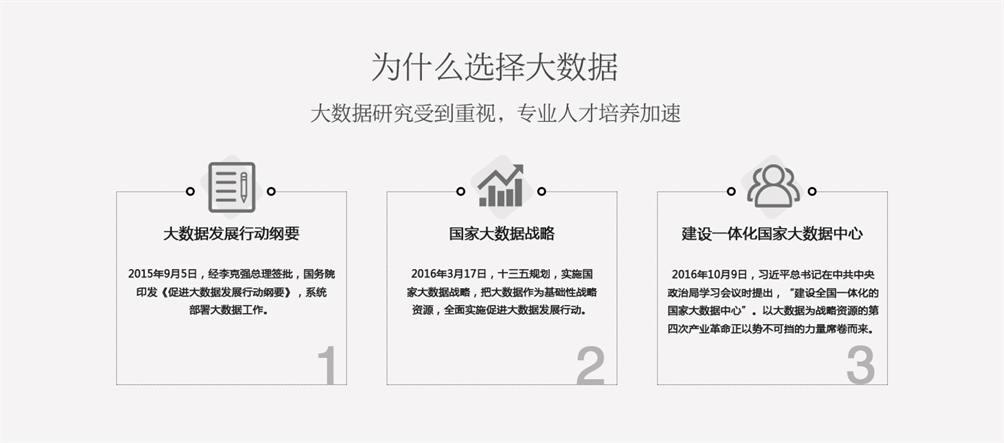 为什么选择大数据
大数据研究受到重视，专业人才培养加速
大数据发展行动纲要
2015年9月5日，经李克强总理签批，国务院
印发《促进大数据发展行动纲要》，系统
部署大数据工作。
1
国家大数据战略
2016年3月17日，十三五规划，实施国
家大数据战略，把大数据作为基础性战略
资源，全面实施促进大数据发展行动。
2
建设一体化国家大数据中心
2016年10月9日，习近平总书记在中共中央
政治局学习会议时提出，“建设全国一体化的
国家大数据中心”。以大数据为战略资源的第
四次产业革命正以势不可挡的力量席卷而来。
3